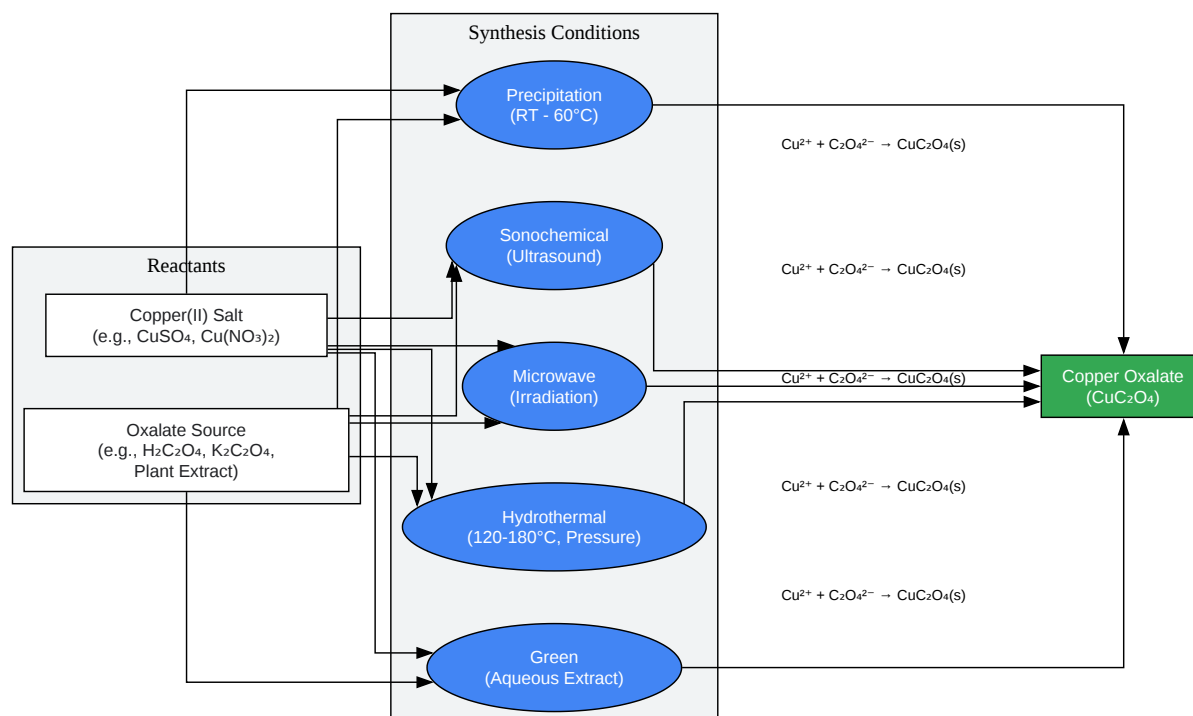 Synthesis Conditions
Precipitation
(RT - 60°C)
Cu²⁺ + C₂O₄²⁻ → CuC₂O₄(s)
Sonochemical
(Ultrasound)
Cu²⁺ + C₂O₄²⁻ → CuC₂O₄(s)
Reactants
Copper(II) Salt
(e.g., CuSO₄, Cu(NO₃)₂)
Microwave
(Irradiation)
Cu²⁺ + C₂O₄²⁻ → CuC₂O₄(s)
Copper Oxalate
(CuC₂O₄)
Oxalate Source
(e.g., H₂C₂O₄, K₂C₂O₄,
Plant Extract)
Cu²⁺ + C₂O₄²⁻ → CuC₂O₄(s)
Hydrothermal
(120-180°C, Pressure)
Cu²⁺ + C₂O₄²⁻ → CuC₂O₄(s)
Green
(Aqueous Extract)